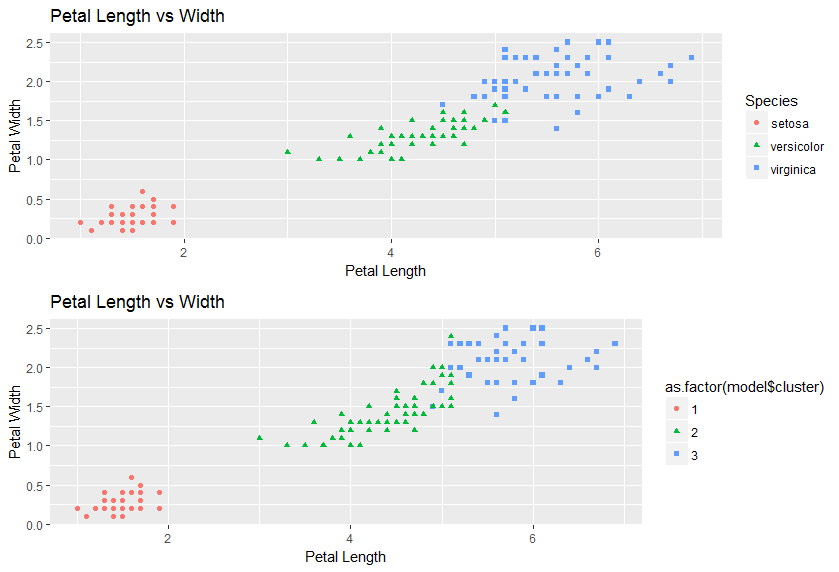 Petal Length vs Width
2.5
2.0
1.5
1.0
0.5
0.0
Petal Width
2 4 6
Petal Length
Species
setosa
versicolor
virginica
Petal Length vs Width
2.5
2.0
1.5
1.0
0.5
0.0
Petal Width
2 4 6
Petal Length
as.factor(model$cluster)
1
2
3